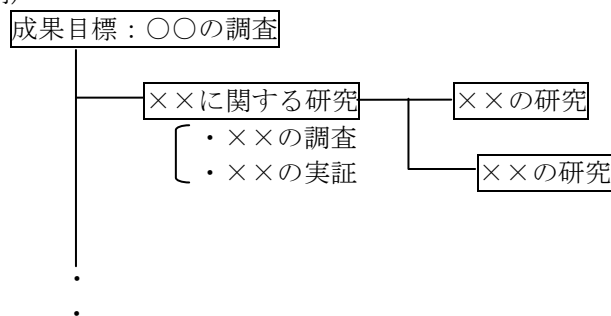 成果目標：○○の調査
××に関する研究
××の研究
・××の調査
・××の実証
××の研究
・
・